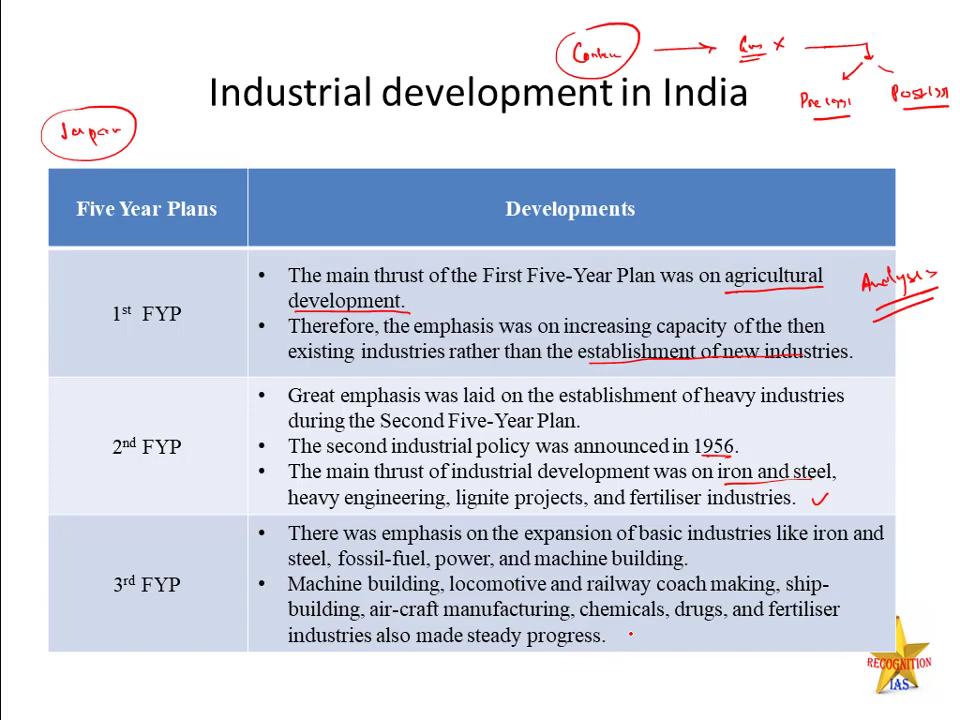 Industrial development in India
Japan
Analysis
Five Year Plans
Developments
1st FYP
• The main thrust of the First Five-Year Plan was on agricultural
development.
• Therefore, the emphasis was on increasing capacity of the then
existing industries rather than the establishment of new industries.
2nd FYP
• Great emphasis was laid on the establishment of heavy industries
during the Second Five-Year Plan.
• The second industrial policy was announced in 1956.
• The main thrust of industrial development was on iron and steel,
heavy engineering, lignite projects, and fertiliser industries.
3rd FYP
• There was emphasis on the expansion of basic industries like iron and
steel, fossil-fuel, power, and machine building.
• Machine building, locomotive and railway coach making, ship-
building, air-craft manufacturing, chemicals, drugs, and fertiliser
industries also made steady progress.
RECOGNITION
IAS